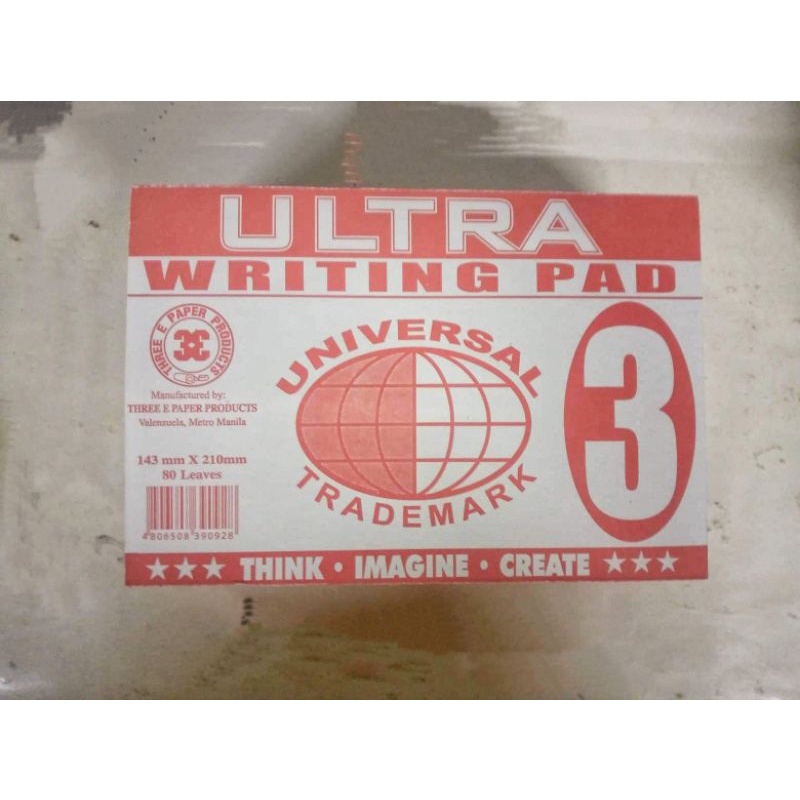 ULTRA
WRITING PAD
THREE E PAPER PRODUCTS
3E
Manufactured by:
THREE E PAPER PRODUCTS
Valenzuela, Metro Manila
143 mm X 210mm
80 Leaves
4806508 390928
UNIVERSAL
TRADEMARK
3
★★★ THINK • IMAGINE • CREATE ★★★